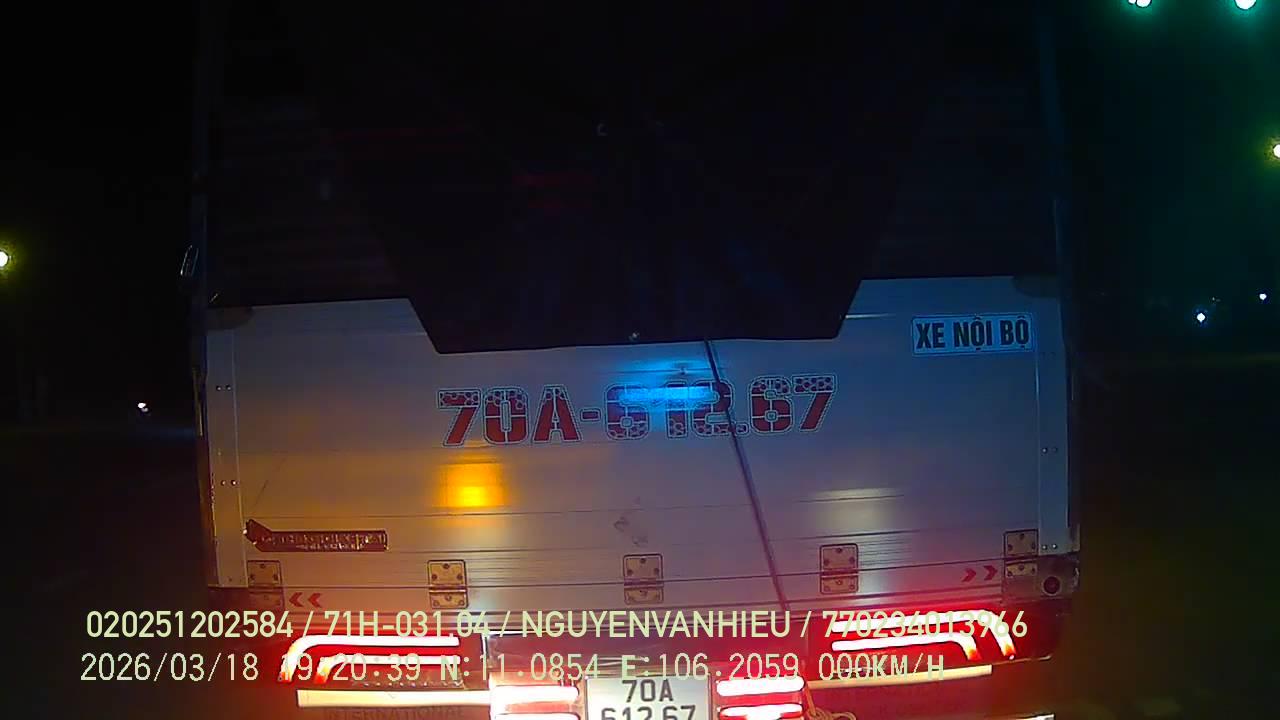 XE NỘI BỘ
70A-612.67
020251202584 / 71H-031.04 / NGUYENVANHIEU / 770234013966
2026/03/18 19:20:39 N:11.0854 E:106.2059 000KM/H
70A
612.67